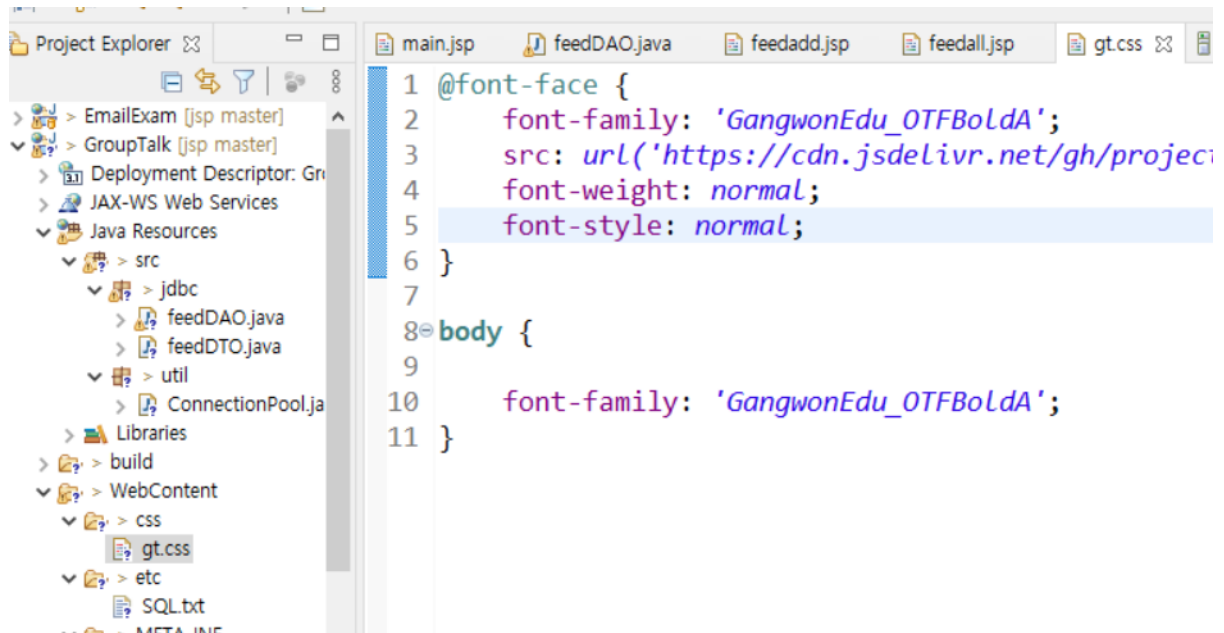 Project Explorer
> EmailExam [jsp master]
> GroupTalk [jsp master]
Deployment Descriptor:
JAX-WS Web Services
Java Resources
> src
> jdbc
feedDAO.java
feedDTO.java
> util
ConnectionPool.ja
Libraries
> build
> WebContent
> css
gt.css
> etc
SQL.txt
main.jsp feedDAO.java feedadd.jsp feedall.jsp gt.css
1 @font-face {
2 font-family: 'GangwonEdu_OTFBoldA';
3 src: url('https://cdn.jsdelivr.net/gh/project
4 font-weight: normal;
5 font-style: normal;
6 }
7
8 body {
9
10 font-family: 'GangwonEdu_OTFBoldA';
11 }